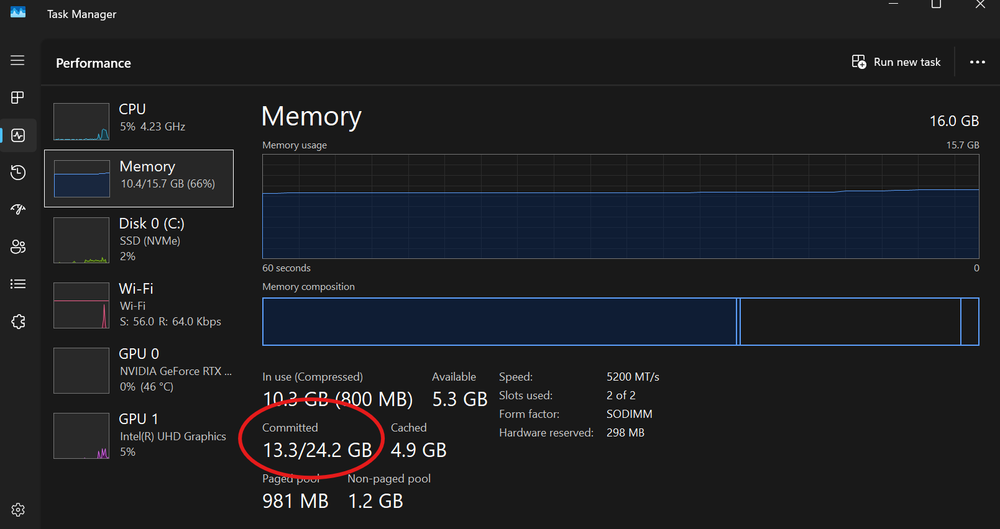 Task Manager
Performance
Run new task
CPU
5% 4.23 GHz
Memory
10.4/15.7 GB (66%)
Disk 0 (C:)
SSD (NVMe)
2%
Wi-Fi
Wi-Fi
S: 56.0 R: 64.0 Kbps
GPU 0
NVIDIA GeForce RTX ...
0% (46 °C)
GPU 1
Intel(R) UHD Graphics
5%
Memory
16.0 GB
Memory usage
15.7 GB
60 seconds
0
Memory composition
In use (Compressed)
10.3 GB (800 MB)
Available
5.3 GB
Committed
13.3/24.2 GB
Cached
4.9 GB
Paged pool
981 MB
Non-paged pool
1.2 GB
Speed: 5200 MT/s
Slots used: 2 of 2
Form factor: SODIMM
Hardware reserved: 298 MB